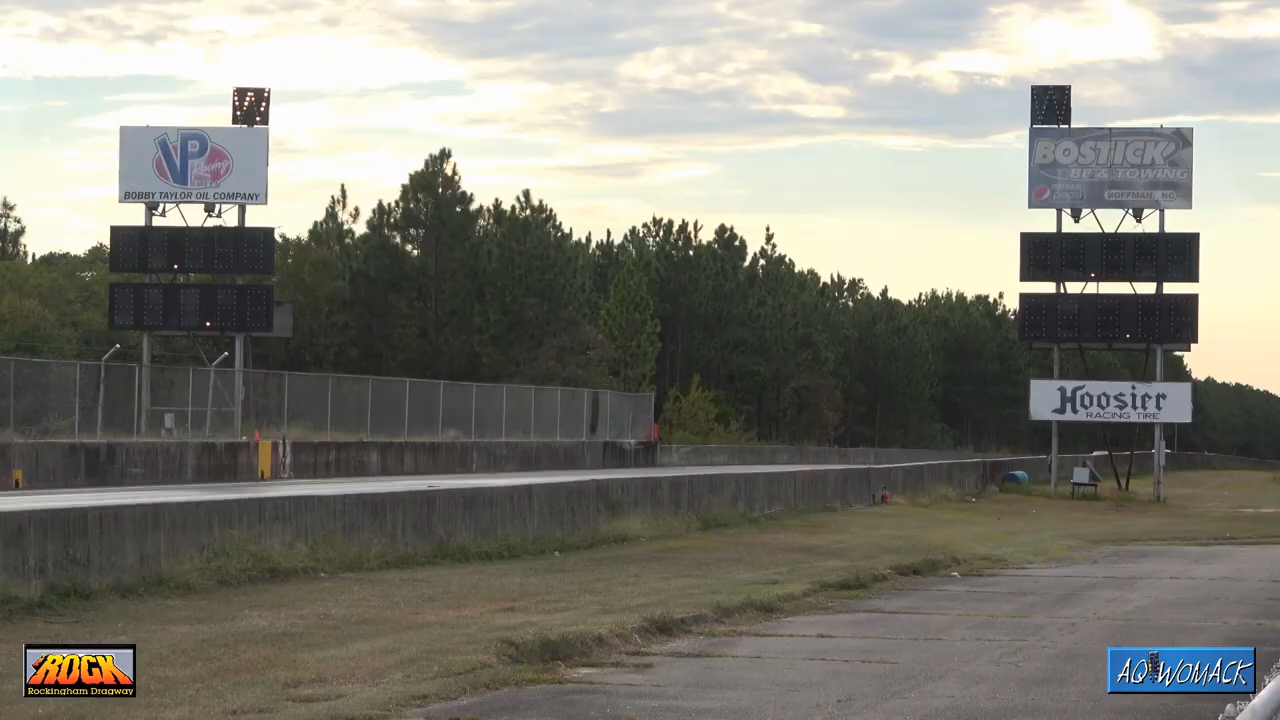 W
VP
Racing
BOBBY TAYLOR OIL COMPANY
W
BOSTICK
& TOWING
HOFFMAN, NC
Hoosier
RACING TIRE
ROCK
Rockingham Dragway
AQ WOMACK